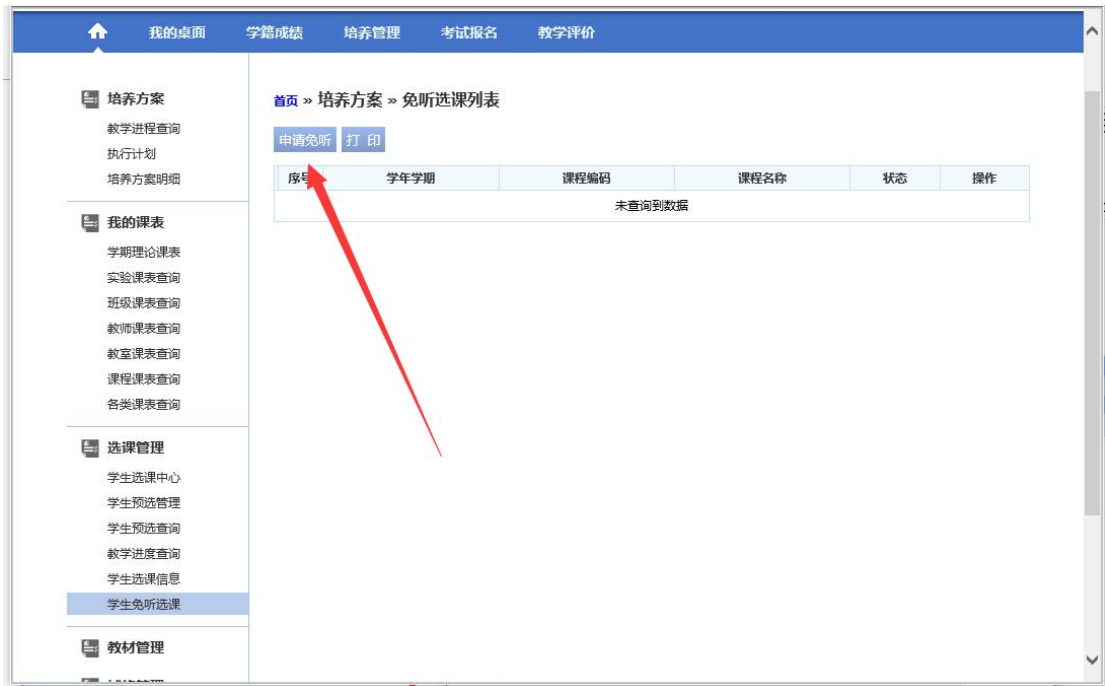 我的桌面 学籍成绩 培养管理 考试报名 教学评价
培养方案
教学进程查询
执行计划
培养方案明细
我的课表
学期理论课表
实验课表查询
班级课表查询
教师课表查询
教室课表查询
课程课表查询
各类课表查询
选课管理
学生选课中心
学生预选管理
学生预选查询
教学进度查询
学生选课信息
学生免听选课
教材管理
首页 » 培养方案 » 免听选课列表
申请免听 打 印
序号 学年学期 课程编码 课程名称 状态 操作
未查询到数据